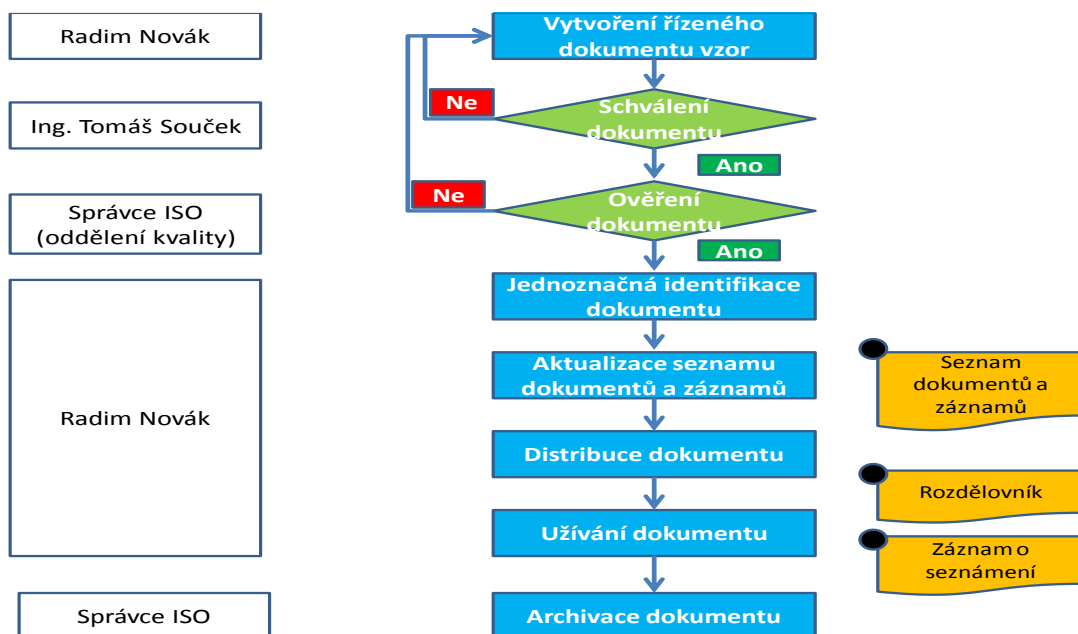 Radim Novák
Vytvoření řízeného
dokumentu vzor
Ne
Ing. Tomáš Souček
Schválení
dokumentu
Ano
Ne
Správce ISO
(oddělení kvality)
Ověření
dokumentu
Ano
Jednoznačná identifikace
dokumentu
Radim Novák
Aktualizace seznamu
dokumentů a záznamů
Seznam
dokumentů a
záznamů
Distribuce dokumentu
Rozdělovník
Užívání dokumentu
Záznam o
seznámení
Správce ISO
Archivace dokumentu